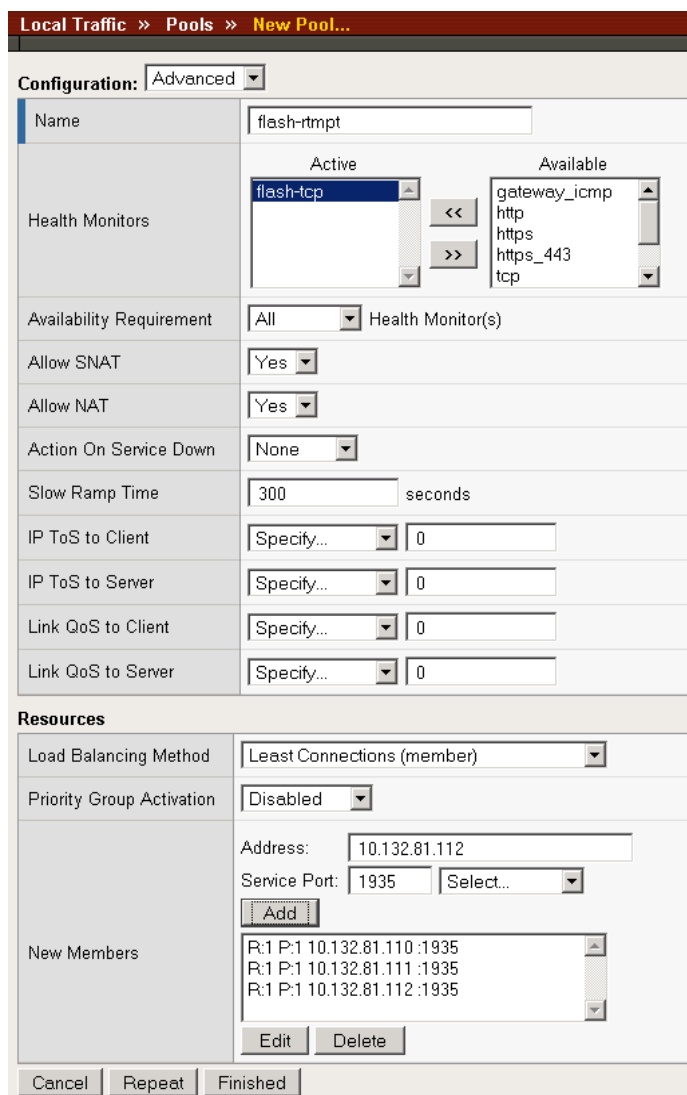 Local Traffic » Pools » New Pool...
Configuration: Advanced
Name flash-rtmpt
Active Available
Health Monitors
flash-tcp
<<
>>
gateway_icmp
http
https
https_443
tcp
Availability Requirement All Health Monitor(s)
Allow SNAT Yes
Allow NAT Yes
Action On Service Down None
Slow Ramp Time 300 seconds
IP ToS to Client Specify... 0
IP ToS to Server Specify... 0
Link QoS to Client Specify... 0
Link QoS to Server Specify... 0
Resources
Load Balancing Method Least Connections (member)
Priority Group Activation Disabled
New Members
Address: 10.132.81.112
Service Port: 1935 Select...
Add
R:1 P:1 10.132.81.110 :1935
R:1 P:1 10.132.81.111 :1935
R:1 P:1 10.132.81.112 :1935
Edit Delete
Cancel Repeat Finished